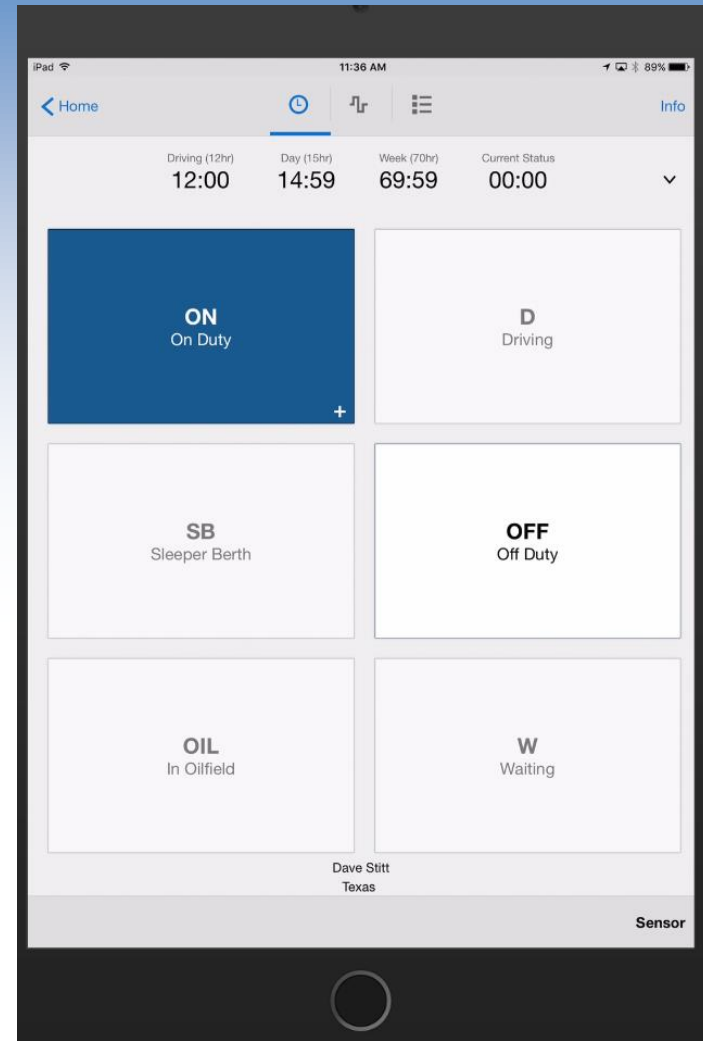 iPad 11:36 AM 89%
Home Info
Driving (12hr) Day (15hr) Week (70hr) Current Status
12:00 14:59 69:59 00:00
ON
On Duty
+
D
Driving
SB
Sleeper Berth
OFF
Off Duty
OIL
In Oilfield
W
Waiting
Dave Stitt
Texas
Sensor